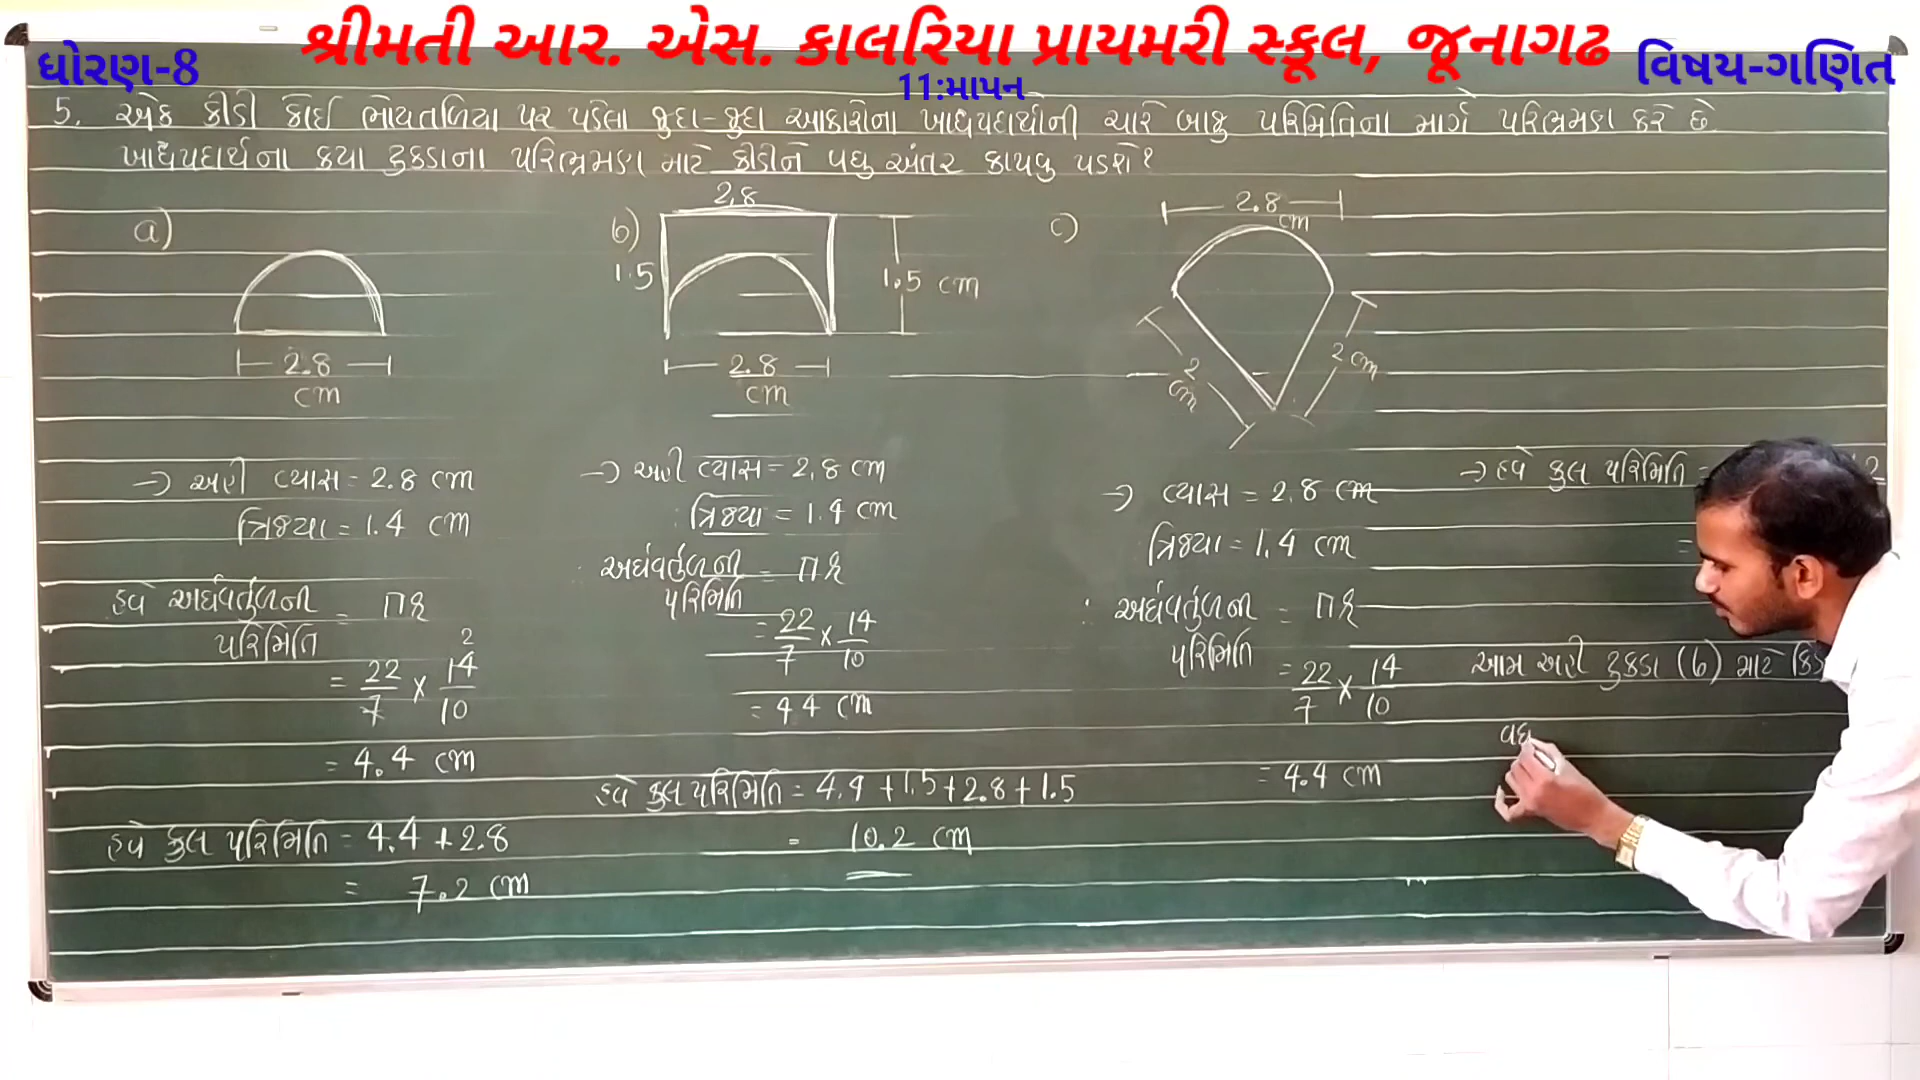 શ્રીમતી આર. એસ. કાલરિયા પ્રાયમરી સ્કૂલ, જૂનાગઢ
ધોરણ-8
11:માપન
વિષય-ગણિત
5. એક કીડી કોઈ ભોંયતળિયા પર પડેલા જુદા-જુદા આકારોના ખાદ્યપદાર્થોની ચારે બાજુ પરિમિતિના માર્ગે પરિભ્રમણ કરે છે.
ખાદ્યપદાર્થના કયા ટુકડાના પરિભ્રમણ માટે કીડીને વધુ અંતર કાપવુ પડશે?
a)
2.8
cm
b)
2.8
1.5
1.5 cm
2.8
cm
c)
2.8
cm
2
cm
2 cm
→ અહી વ્યાસ = 2.8 cm
ત્રિજ્યા = 1.4 cm
હવે અર્ધવર્તુળની = πr
પરિમિતિ
2
= 22/7 × 14/10
= 4.4 cm
હવે કુલ પરિમિતિ = 4.4 + 2.8
= 7.2 cm
→ અહી વ્યાસ = 2.8 cm
ત્રિજ્યા = 1.4 cm
અર્ધવર્તુળની = πr
પરિમિતિ
= 22/7 × 14/10
= 44 cm
હવે કુલ પરિમિતિ = 4.4 + 1.5 + 2.8 + 1.5
= 10.2 cm
→ વ્યાસ = 2.8 cm
ત્રિજ્યા = 1.4 cm
∴ અર્ધવર્તુળની = πr
પરિમિતિ
= 22/7 × 14/10
= 4.4 cm
→ હવે કુલ પરિમિતિ = 2
=
આમ અહી ટુકડા (b) માટે
વધુ